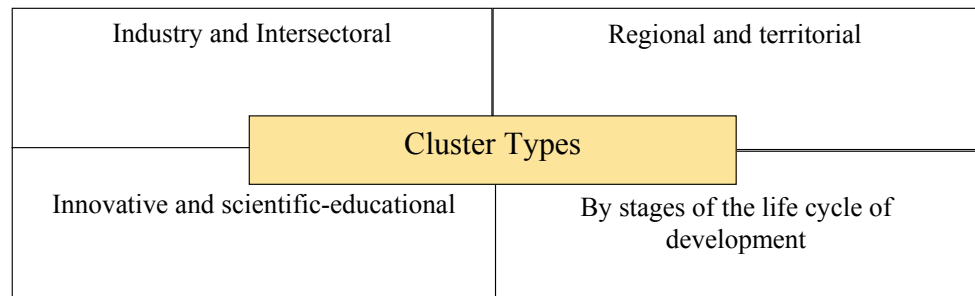 Industry and Intersectoral
Regional and territorial
Cluster Types
Innovative and scientific-educational
By stages of the life cycle of
development